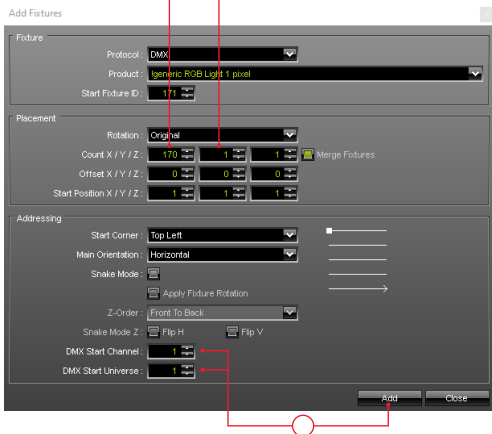 Add Fixtures
Fixture
Protocol : DMX
Product : !generic RGB Light 1 pixel
Start Fixture ID : 171
Placement
Rotation : Original
Count X / Y / Z : 170 1 1 Merge Fixtures
Offset X / Y / Z : 0 0 0
Start Position X / Y / Z : 1 1 1
Addressing
Start Corner : Top Left
Main Orientation : Horizontal
Snake Mode :
Apply Fixture Rotation
Z-Order : Front To Back
Snake Mode Z : Flip H Flip V
DMX Start Channel : 1
DMX Start Universe : 1
Add Close